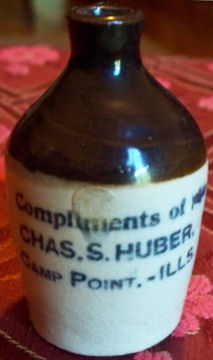 Compliments of
CHAS. S. HUBER,
CAMP POINT. - ILLS.